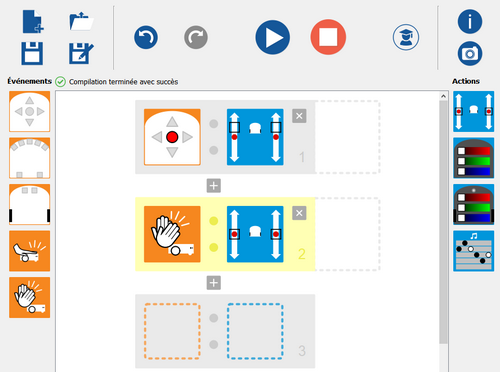 Événements
Compilation terminée avec succès
Actions
1
2
3